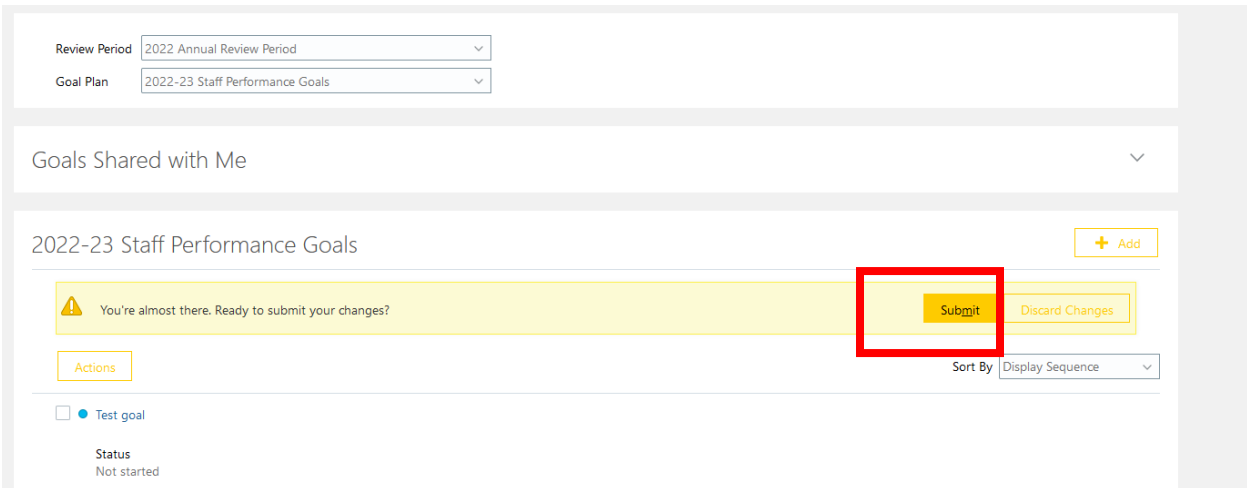 Review Period 2022 Annual Review Period
Goal Plan 2022-23 Staff Performance Goals
Goals Shared with Me
2022-23 Staff Performance Goals
+ Add
You're almost there. Ready to submit your changes? Submit Discard Changes
Actions
Sort By Display Sequence
Test goal
Status
Not started